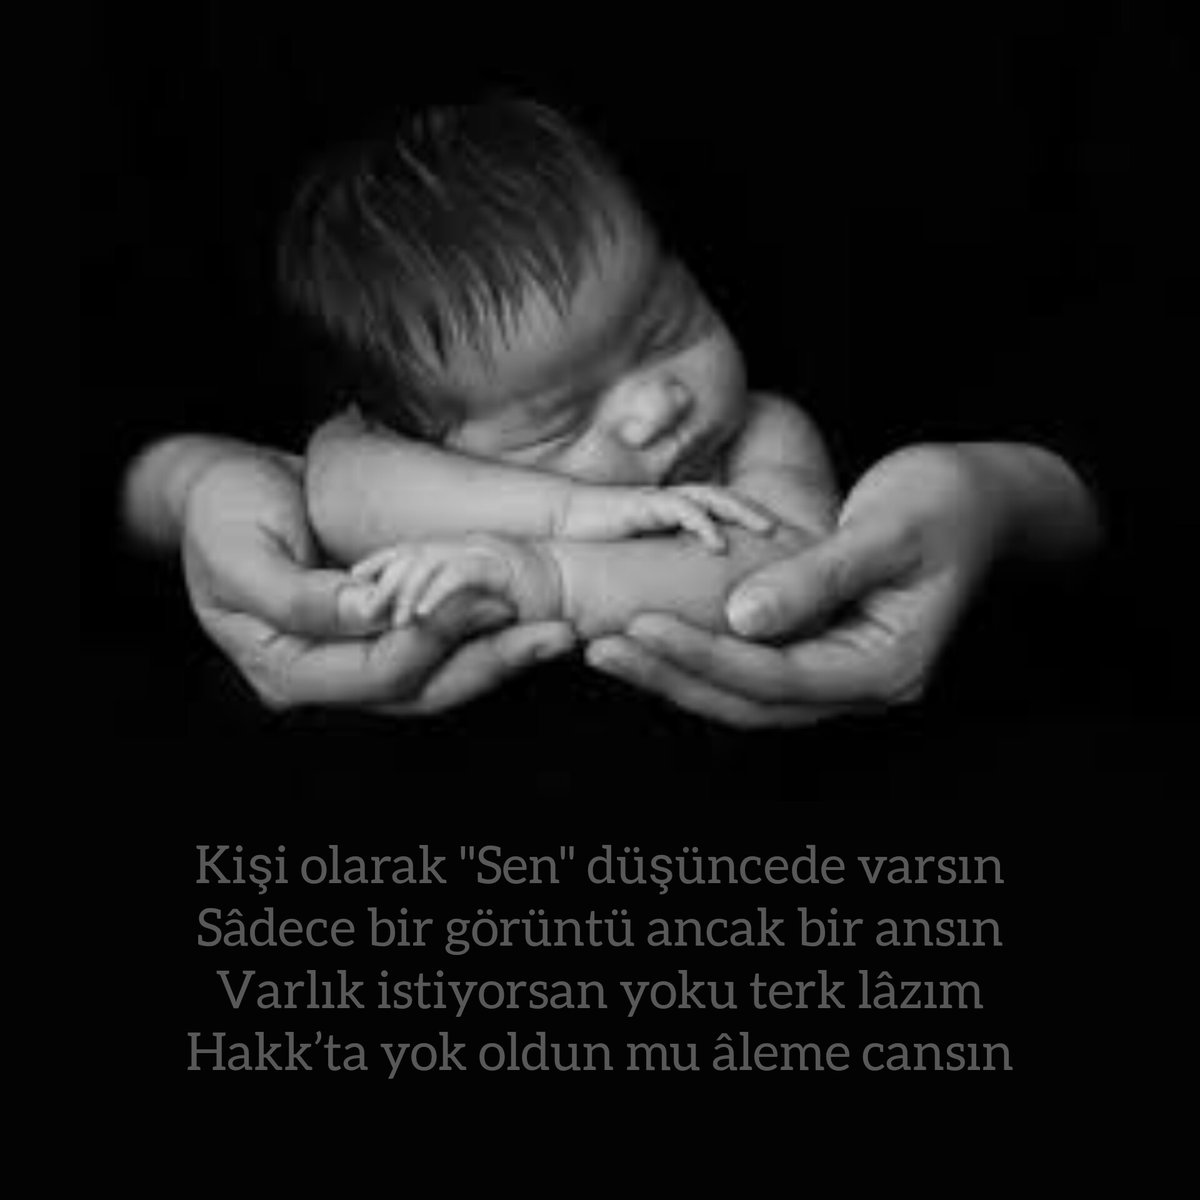 Kişi olarak "Sen" düşüncede varsın
Sâdece bir görüntü ancak bir ansın
Varlık istiyorsan yoku terk lâzım
Hakk’ta yok oldun mu âleme cansın